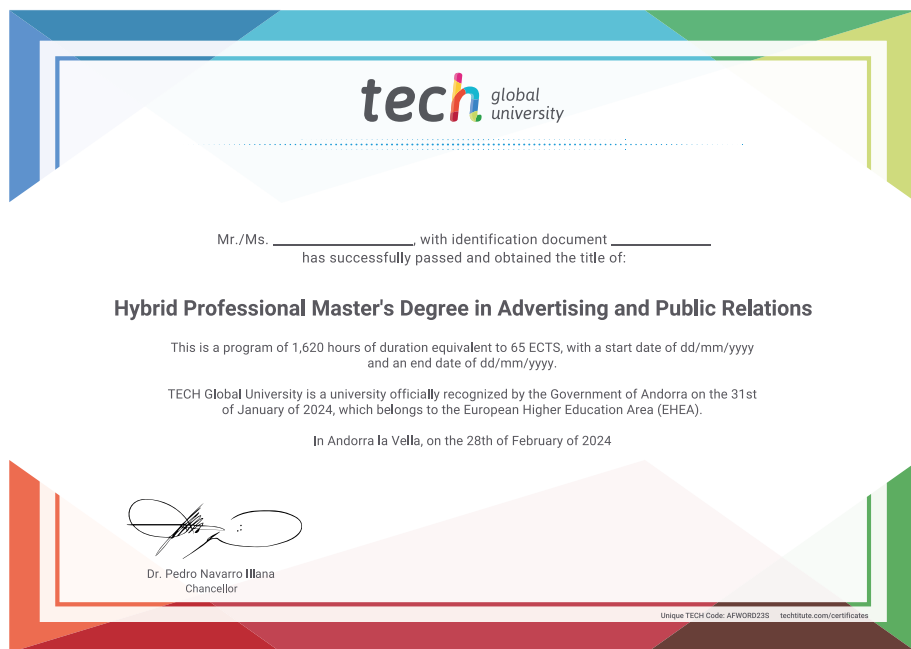 tech global university
Mr./Ms. ____________, with identification document ____________
has successfully passed and obtained the title of:
Hybrid Professional Master's Degree in Advertising and Public Relations
This is a program of 1,620 hours of duration equivalent to 65 ECTS, with a start date of dd/mm/yyyy
and an end date of dd/mm/yyyy.
TECH Global University is a university officially recognized by the Government of Andorra on the 31st
of January of 2024, which belongs to the European Higher Education Area (EHEA).
In Andorra la Vella, on the 28th of February of 2024
Dr. Pedro Navarro Illana
Chancellor
Unique TECH Code: AFWORD23S techtitute.com/certificates